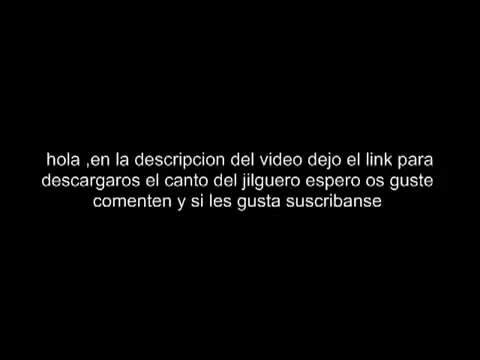 hola ,en la descripcion del video dejo el link para
descargaros el canto del jilguero espero os guste
comenten y si les gusta suscribanse